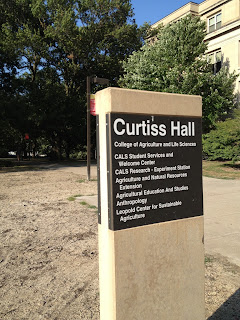 Curtiss Hall
College of Agriculture and Life Sciences
CALS Student Services and
Welcome Center
CALS Research - Experiment Station
Agriculture and Natural Resources
Extension
Agricultural Education And Studies
Anthropology
Leopold Center for Sustainable
Agriculture